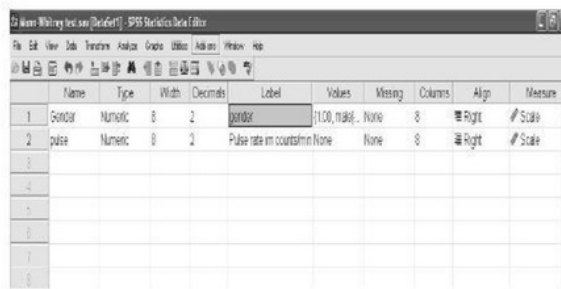 Mann-Whitney test.sav [DataSet1] - SPSS Statistics Data Editor
File Edit View Data Transform Analyze Graphs Utilities Add-ons Window Help
Name Type Width Decimals Label Values Missing Columns Align Measure
1 Gender Numeric 8 2 gender {1.00, male}... None 8 Right Scale
2 pulse Numeric 8 2 Pulse rate im counts/min None None 8 Right Scale
3
4
5
6
7
8